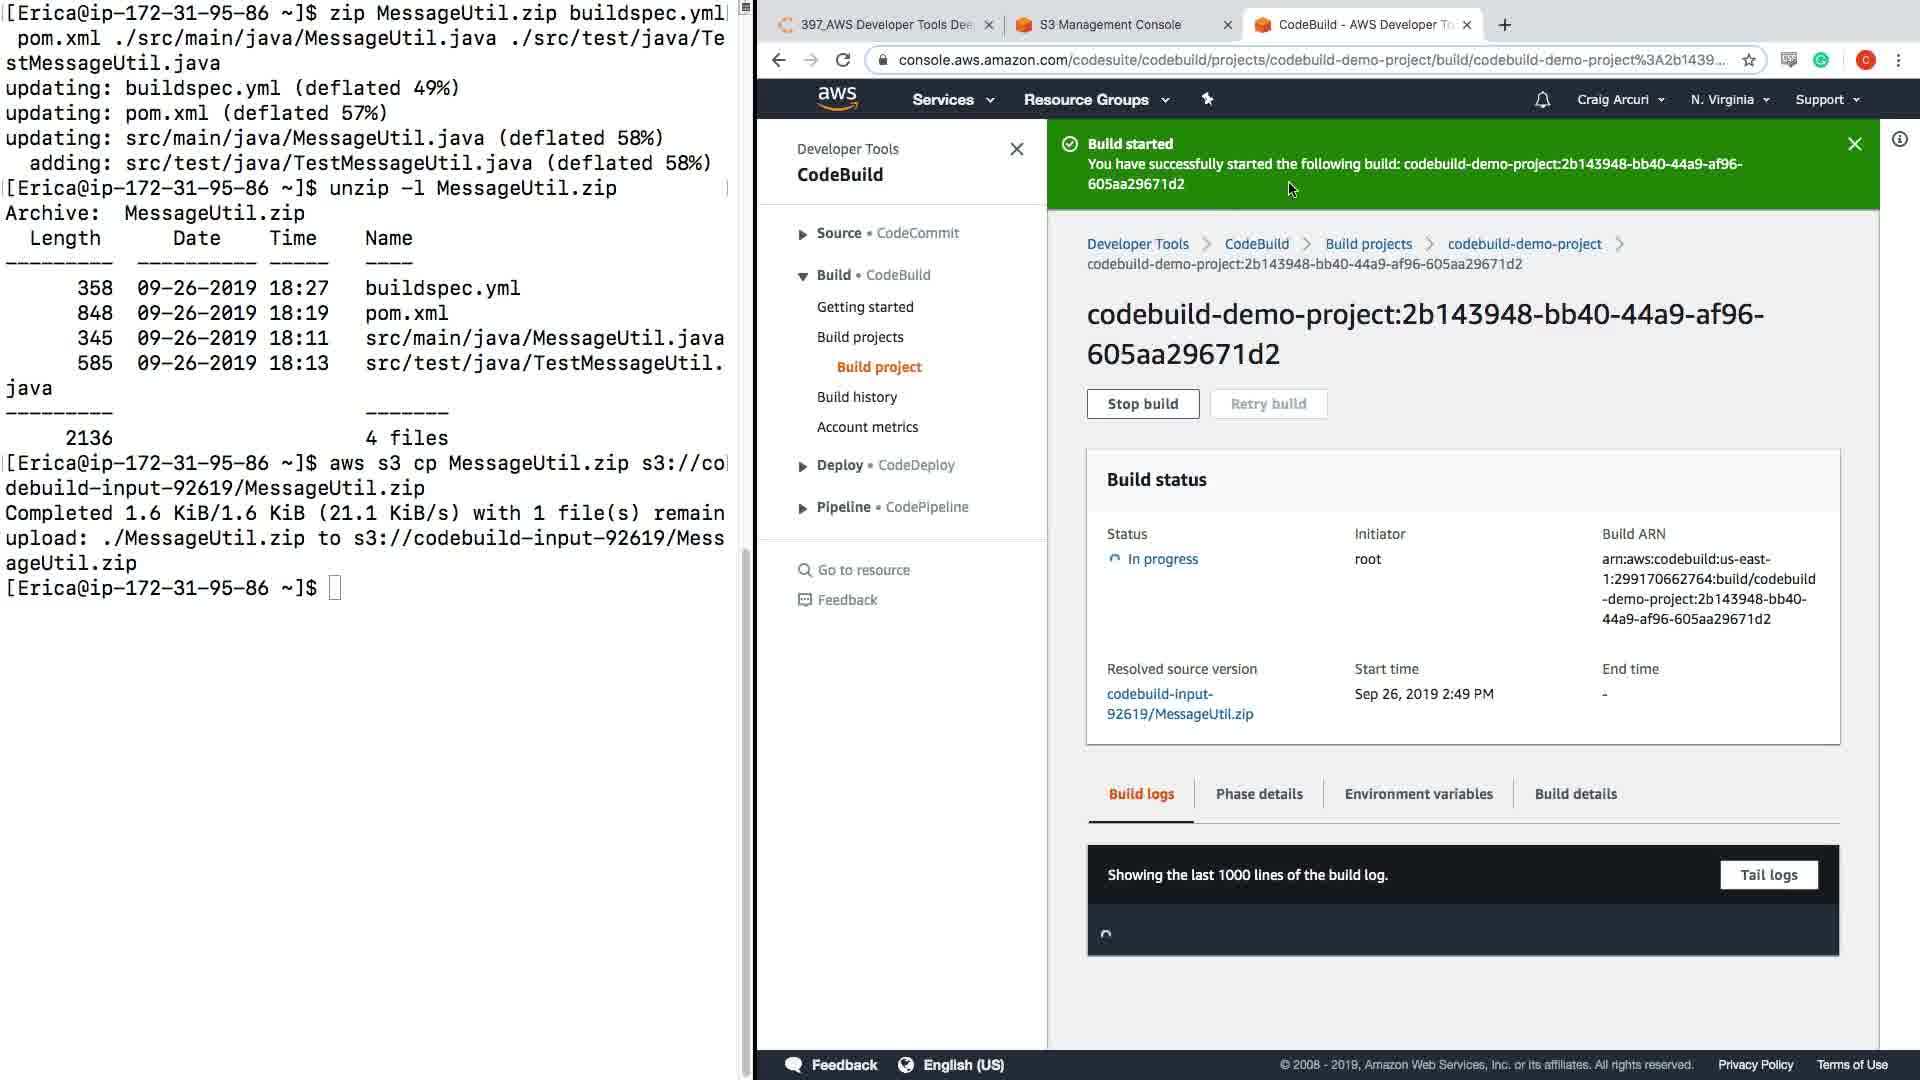 [Erica@ip-172-31-95-86 ~]$ zip MessageUtil.zip buildspec.yml
pom.xml ./src/main/java/MessageUtil.java ./src/test/java/Te
stMessageUtil.java
updating: buildspec.yml (deflated 49%)
updating: pom.xml (deflated 57%)
updating: src/main/java/MessageUtil.java (deflated 58%)
adding: src/test/java/TestMessageUtil.java (deflated 58%)
[Erica@ip-172-31-95-86 ~]$ unzip -l MessageUtil.zip
Archive:  MessageUtil.zip
Length Date Time Name
--------- ---------- ----- ----
358 09-26-2019 18:27 buildspec.yml
848 09-26-2019 18:19 pom.xml
345 09-26-2019 18:11 src/main/java/MessageUtil.java
585 09-26-2019 18:13 src/test/java/TestMessageUtil.
java
--------- -------
2136 4 files
[Erica@ip-172-31-95-86 ~]$ aws s3 cp MessageUtil.zip s3://co
debuild-input-92619/MessageUtil.zip
Completed 1.6 KiB/1.6 KiB (21.1 KiB/s) with 1 file(s) remain
upload: ./MessageUtil.zip to s3://codebuild-input-92619/Mess
ageUtil.zip
[Erica@ip-172-31-95-86 ~]$
397_AWS Developer Tools Dee
S3 Management Console
CodeBuild - AWS Developer To
console.aws.amazon.com/codesuite/codebuild/projects/codebuild-demo-project/build/codebuild-demo-project%3A2b1439...
C
aws
Services
Resource Groups
Craig Arcuri
N. Virginia
Support
Developer Tools
CodeBuild
Source • CodeCommit
Build • CodeBuild
Getting started
Build projects
Build project
Build history
Account metrics
Deploy • CodeDeploy
Pipeline • CodePipeline
Go to resource
Feedback
Build started
You have successfully started the following build: codebuild-demo-project:2b143948-bb40-44a9-af96-
605aa29671d2
Developer Tools > CodeBuild > Build projects > codebuild-demo-project >
codebuild-demo-project:2b143948-bb40-44a9-af96-605aa29671d2
codebuild-demo-project:2b143948-bb40-44a9-af96-
605aa29671d2
Stop build
Retry build
Build status
Status
In progress
Initiator
root
Build ARN
arn:aws:codebuild:us-east-
1:299170662764:build/codebuild
-demo-project:2b143948-bb40-
44a9-af96-605aa29671d2
Resolved source version
codebuild-input-
92619/MessageUtil.zip
Start time
Sep 26, 2019 2:49 PM
End time
-
Build logs
Phase details
Environment variables
Build details
Showing the last 1000 lines of the build log.
Tail logs
Feedback
English (US)
© 2008 - 2019, Amazon Web Services, Inc. or its affiliates. All rights reserved.
Privacy Policy
Terms of Use